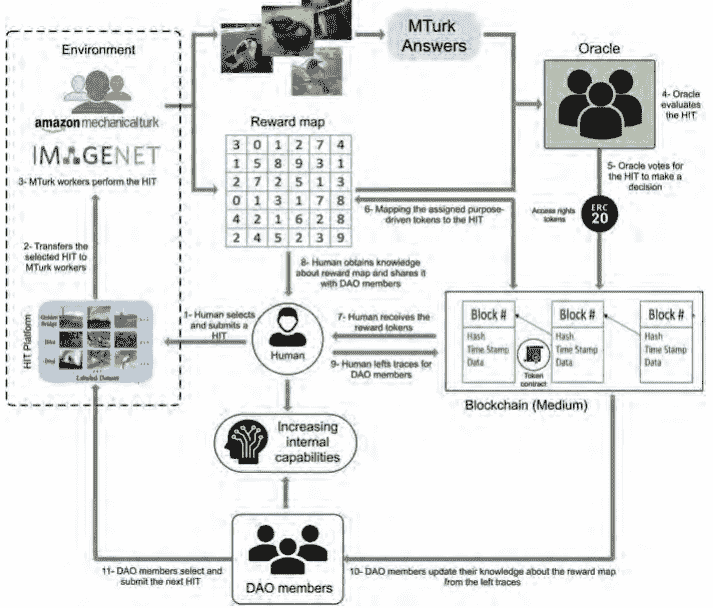 Environment
amazonmechanicalturk
IMAGENET
3- MTurk workers perform the HIT
2- Transfers the
selected HIT to
MTurk workers
HIT Platform
Bridge
Dog
Labeled Dataset
MTurk
Answers
Reward map
3 0 1 2 7 4
1 5 8 9 3 1
2 7 2 5 1 3
0 1 3 1 7 8
4 2 1 6 2 8
2 4 5 2 3 9
Oracle
4- Oracle
evaluates
the HIT
5- Oracle votes for
the HIT to make a
decision
Access rights
tokens
ERC
20
6- Mapping the assigned purpose-
driven tokens to the HIT
8- Human obtains knowledge
about reward map and shares it
with DAO members
1- Human selects
and submits a
HIT
Human
7- Human receives the
reward tokens
9- Human lefts traces for
DAO members
Block #
Hash
Time Stamp
Data
Block #
Hash
Time Stamp
Data
Block #
Hash
Time Stamp
Data
Token
contract
Blockchain (Medium)
Increasing
internal
capabilities
DAO members
11- DAO members select and
submit the next HIT
10- DAO members update their knowledge about the reward map
from the left traces